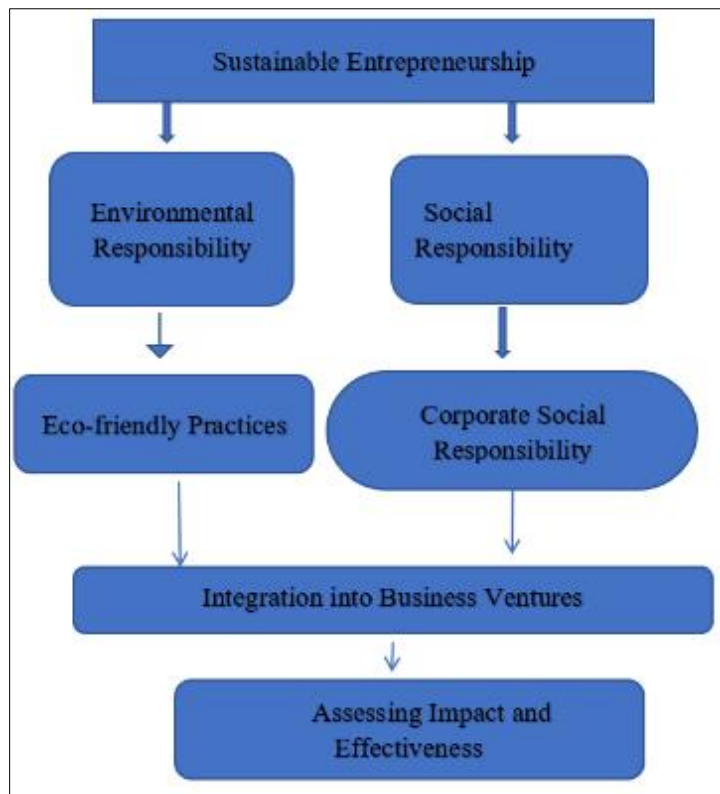 Sustainable Entrepreneurship
Environmental
Responsibility
Social
Responsibility
Eco-friendly Practices
Corporate Social
Responsibility
Integration into Business Ventures
Assessing Impact and
Effectiveness